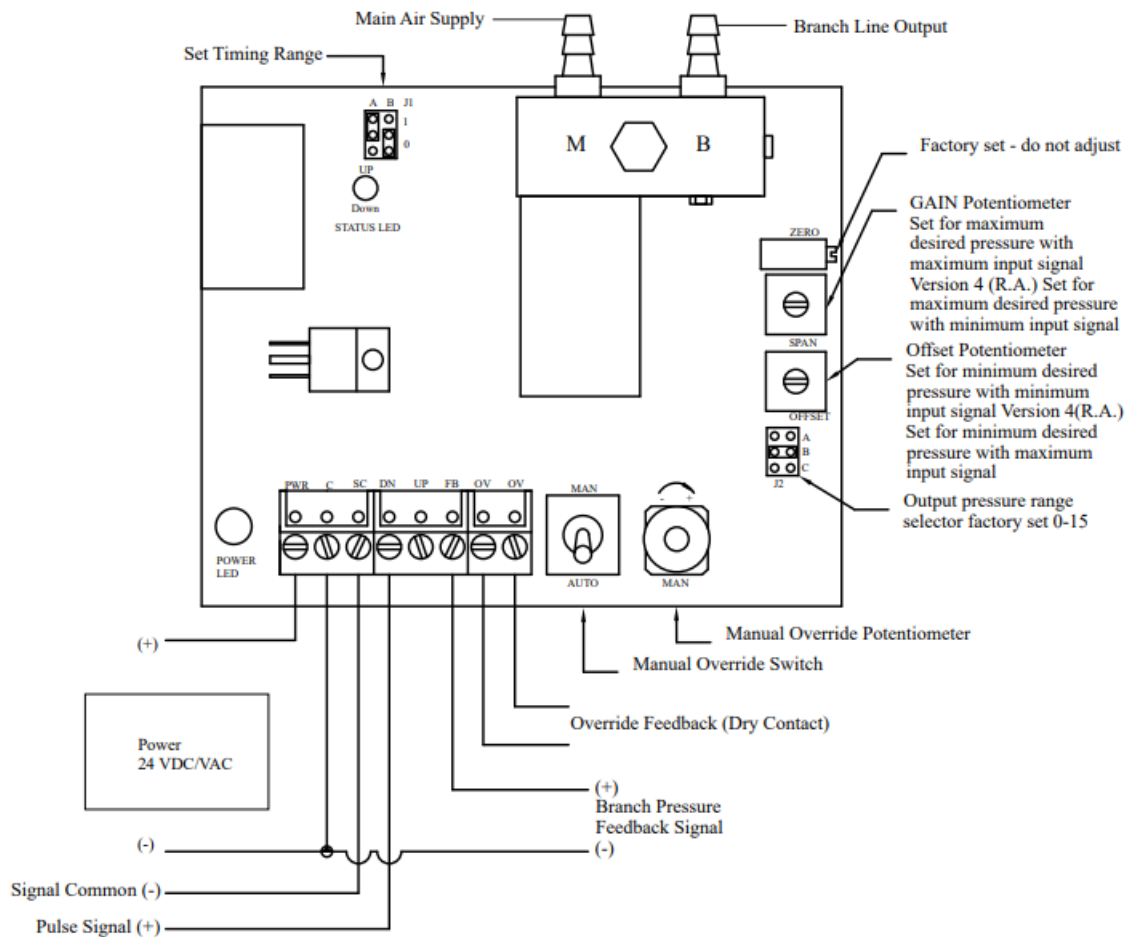 Main Air Supply
Branch Line Output
Set Timing Range
A B J1
1
0
UP
Down
STATUS LED
M B
Factory set - do not adjust
ZERO
GAIN Potentiometer
Set for maximum
desired pressure with
maximum input signal
Version 4 (R.A.) Set for
maximum desired pressure
with minimum input signal
SPAN
Offset Potentiometer
Set for minimum desired
pressure with minimum
input signal Version 4(R.A.)
Set for minimum desired
pressure with maximum
input signal
OFFSET
A
B
C
J2
Output pressure range
selector factory set 0-15
PWR C SC DN UP FB OV OV
MAN
- +
POWER
LED
AUTO
MAN
(+)
Manual Override Potentiometer
Manual Override Switch
Override Feedback (Dry Contact)
Power
24 VDC/VAC
(+)
Branch Pressure
Feedback Signal
(-)
(-)
Signal Common (-)
Pulse Signal (+)